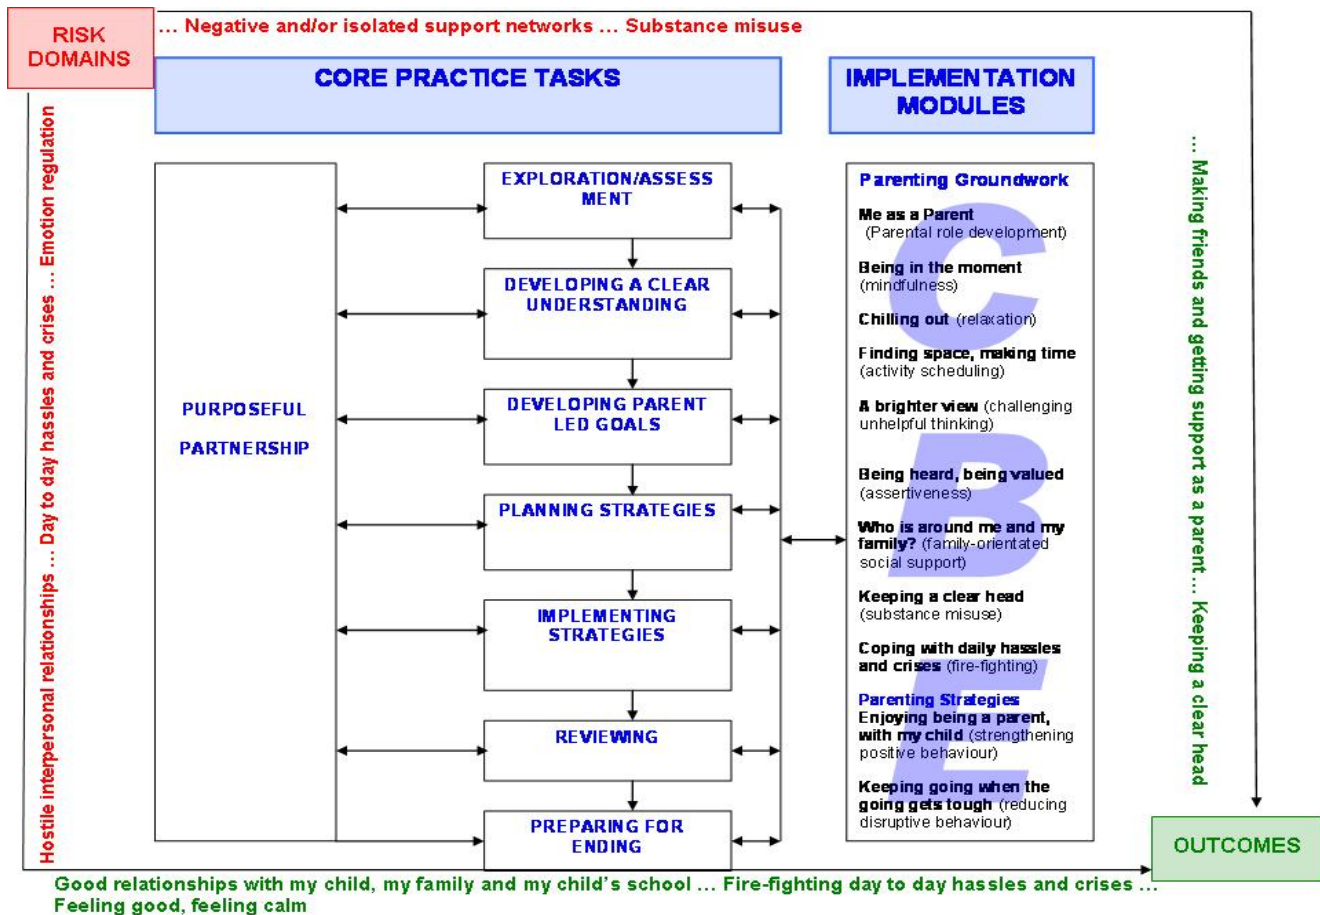 RISK
DOMAINS
... Negative and/or isolated support networks ... Substance misuse
Hostile interpersonal relationships ... Day to day hassles and crises ... Emotion regulation
CORE PRACTICE TASKS
IMPLEMENTATION
MODULES
PURPOSEFUL
PARTNERSHIP
EXPLORATION/ASSESS
MENT
DEVELOPING A CLEAR
UNDERSTANDING
DEVELOPING PARENT
LED GOALS
PLANNING STRATEGIES
IMPLEMENTING
STRATEGIES
REVIEWING
PREPARING FOR
ENDING
C
B
E
Parenting Groundwork
Me as a Parent
(Parental role development)
Being in the moment
(mindfulness)
Chilling out (relaxation)
Finding space, making time
(activity scheduling)
A brighter view (challenging
unhelpful thinking)
Being heard, being valued
(assertiveness)
Who is around me and my
family? (family-orientated
social support)
Keeping a clear head
(substance misuse)
Coping with daily hassles
and crises (fire-fighting)
Parenting Strategies
Enjoying being a parent,
with my child (strengthening
positive behaviour)
Keeping going when the
going gets tough (reducing
disruptive behaviour)
... Making friends and getting support as a parent ... Keeping a clear head
OUTCOMES
Good relationships with my child, my family and my child's school ... Fire-fighting day to day hassles and crises ...
Feeling good, feeling calm